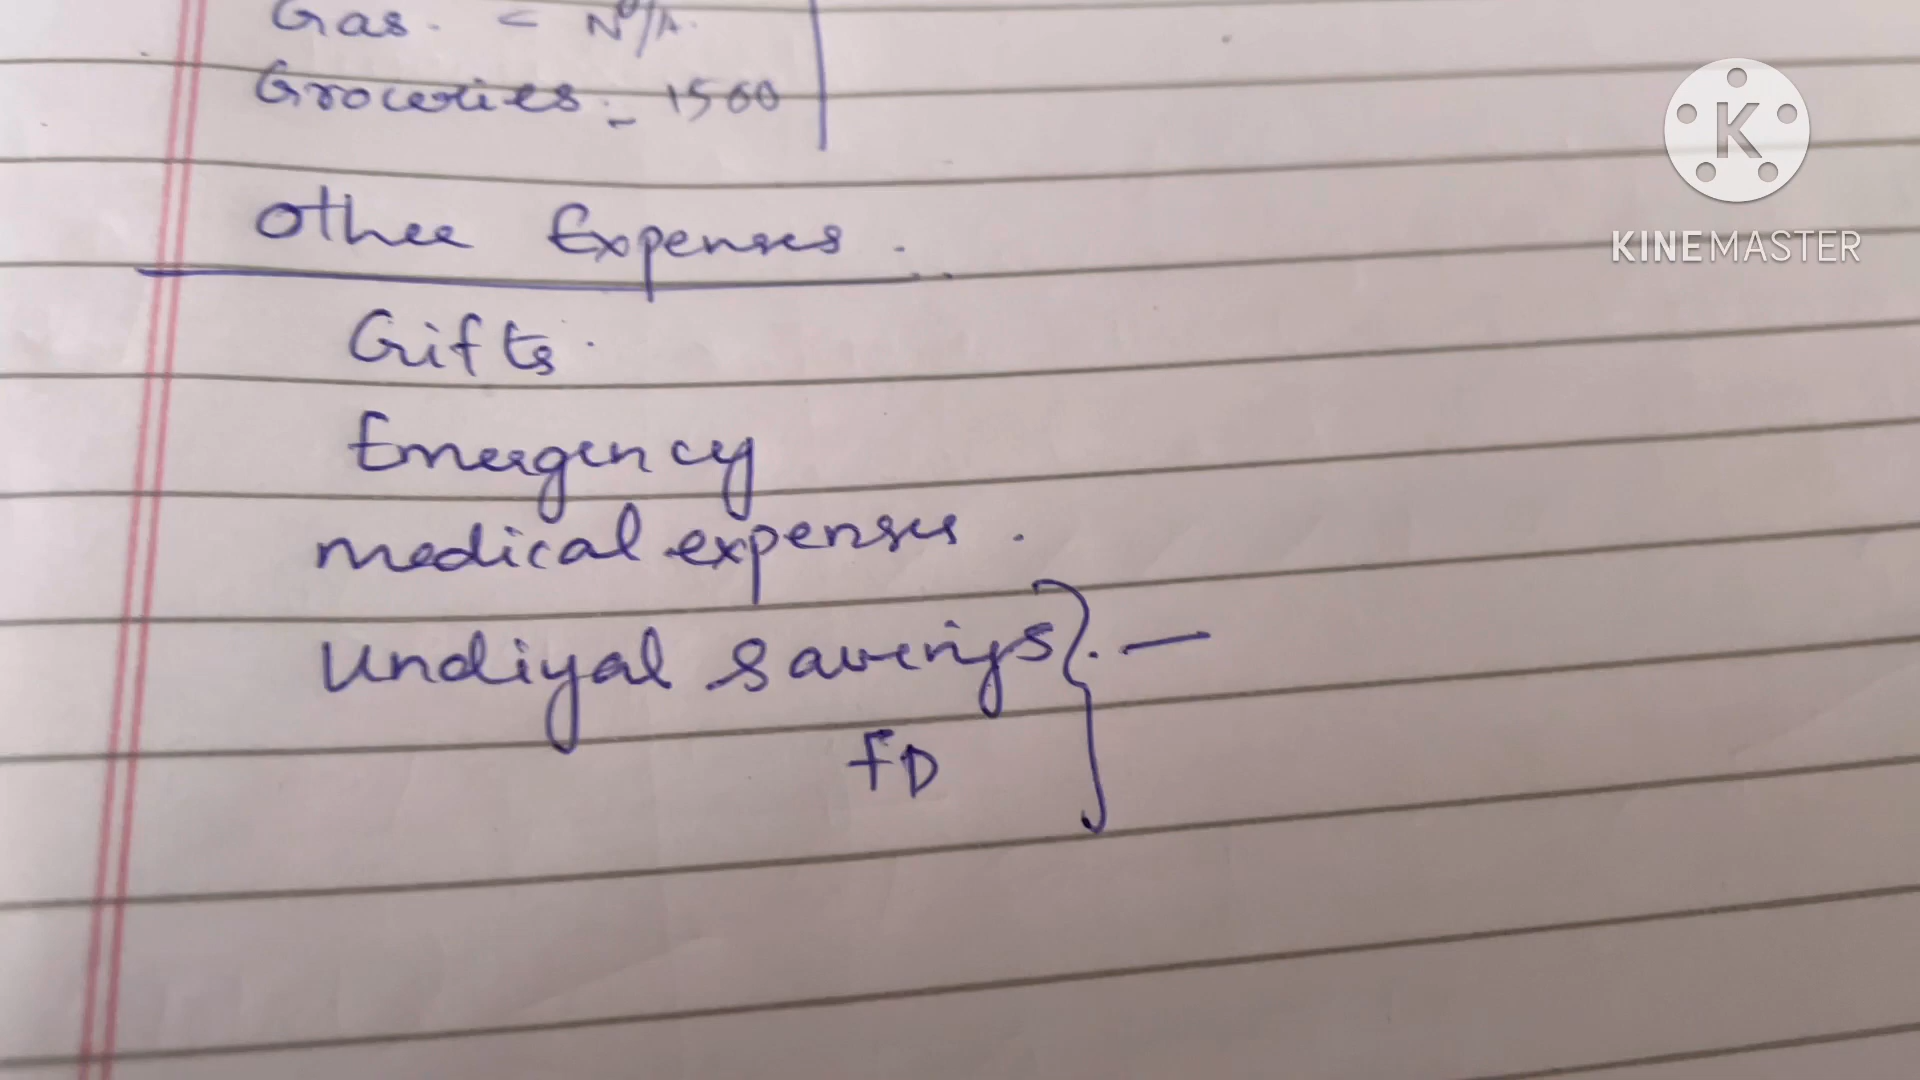 Gas. = N/A.
Groceries:- 1500
Other Expenses.
Gifts.
Emergency
medical expenses.
Undiyal savings}. —
FD
K
KINEMASTER